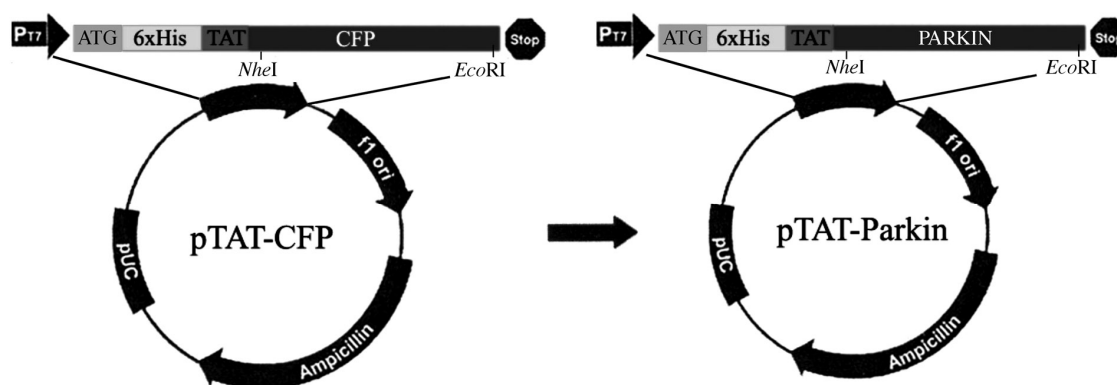 PT7 ATG 6xHis TAT CFP Stop
NheI EcoRI
f1 ori
pTAT-CFP
pUC
Ampicillin
PT7 ATG 6xHis TAT PARKIN Stop
NheI EcoRI
f1 ori
pTAT-Parkin
pUC
Ampicillin